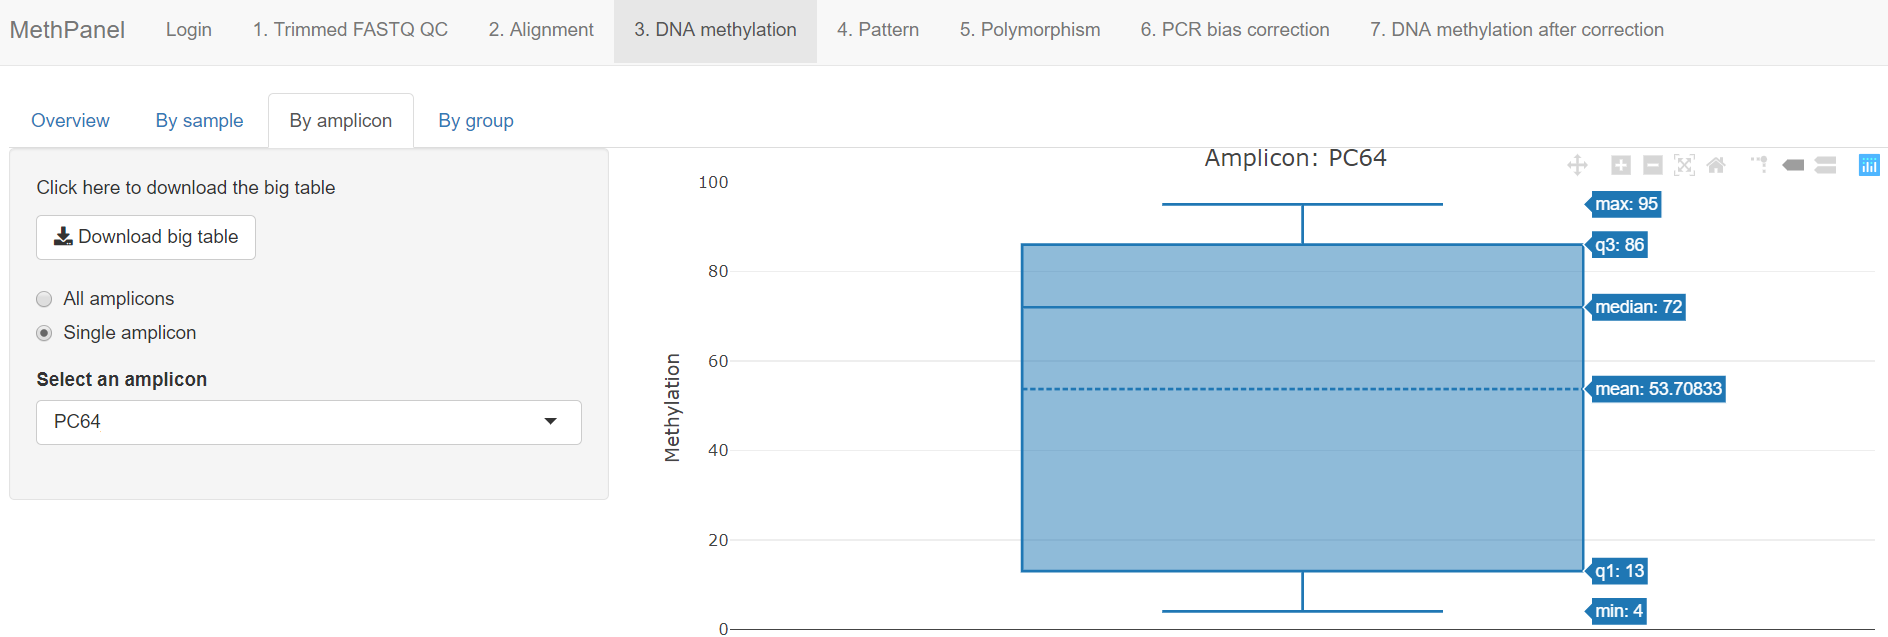 MethPanel Login 1. Trimmed FASTQ QC 2. Alignment 3. DNA methylation 4. Pattern 5. Polymorphism 6. PCR bias correction 7. DNA methylation after correction
Overview By sample By amplicon By group
Click here to download the big table
Download big table
All amplicons
Single amplicon
Select an amplicon
PC64
Amplicon: PC64
100
80
60
40
20
0
Methylation
max: 95
q3: 86
median: 72
mean: 53.70833
q1: 13
min: 4